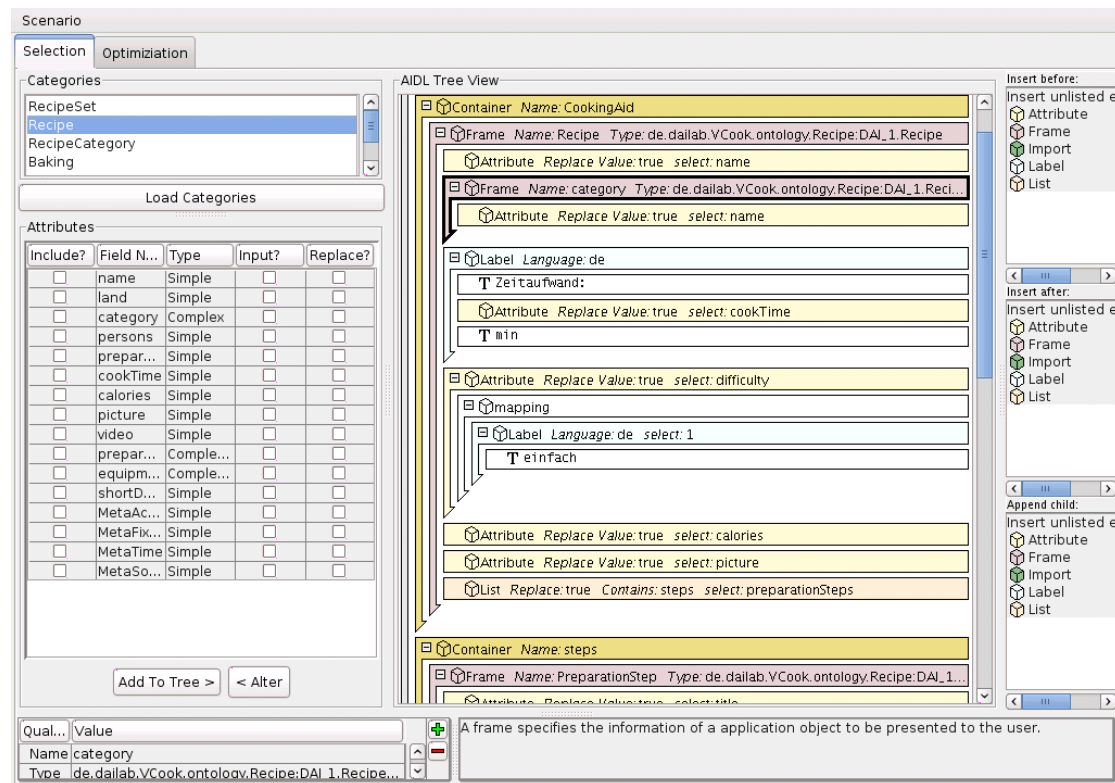 Scenario
Selection
Optimiziation
Categories
RecipeSet
Recipe
RecipeCategory
Baking
Load Categories
Attributes
Include? Field N... Type Input? Replace?
name Simple
land Simple
category Complex
persons Simple
prepar... Simple
cookTime Simple
calories Simple
picture Simple
video Simple
prepar... Comple...
equipm... Comple...
shortD... Simple
MetaAc... Simple
MetaFix... Simple
MetaTime Simple
MetaSo... Simple
Add To Tree >
< Alter
AIDL Tree View
Container Name: CookingAid
Frame Name: Recipe Type: de.dailab.VCook.ontology.Recipe:DAI_1.Recipe
Attribute Replace Value: true select: name
Frame Name: category Type: de.dailab.VCook.ontology.Recipe:DAI_1.Reci...
Attribute Replace Value: true select: name
Label Language: de
T Zeitaufwand:
Attribute Replace Value: true select: cookTime
T min
Attribute Replace Value: true select: difficulty
mapping
Label Language: de select: 1
T einfach
Attribute Replace Value: true select: calories
Attribute Replace Value: true select: picture
List Replace: true Contains: steps select: preparationSteps
Container Name: steps
Frame Name: PreparationStep Type: de.dailab.VCook.ontology.Recipe:DAI_1...
Attribute Replace Value: true select: title
Insert before:
Insert unlisted e
Attribute
Frame
Import
Label
List
Insert after:
Insert unlisted e
Attribute
Frame
Import
Label
List
Append child:
Insert unlisted e
Attribute
Frame
Import
Label
List
Qual... Value
Name category
Type de.dailab.VCook.ontology.Recipe:DAI_1.Recipe...
A frame specifies the information of a application object to be presented to the user.